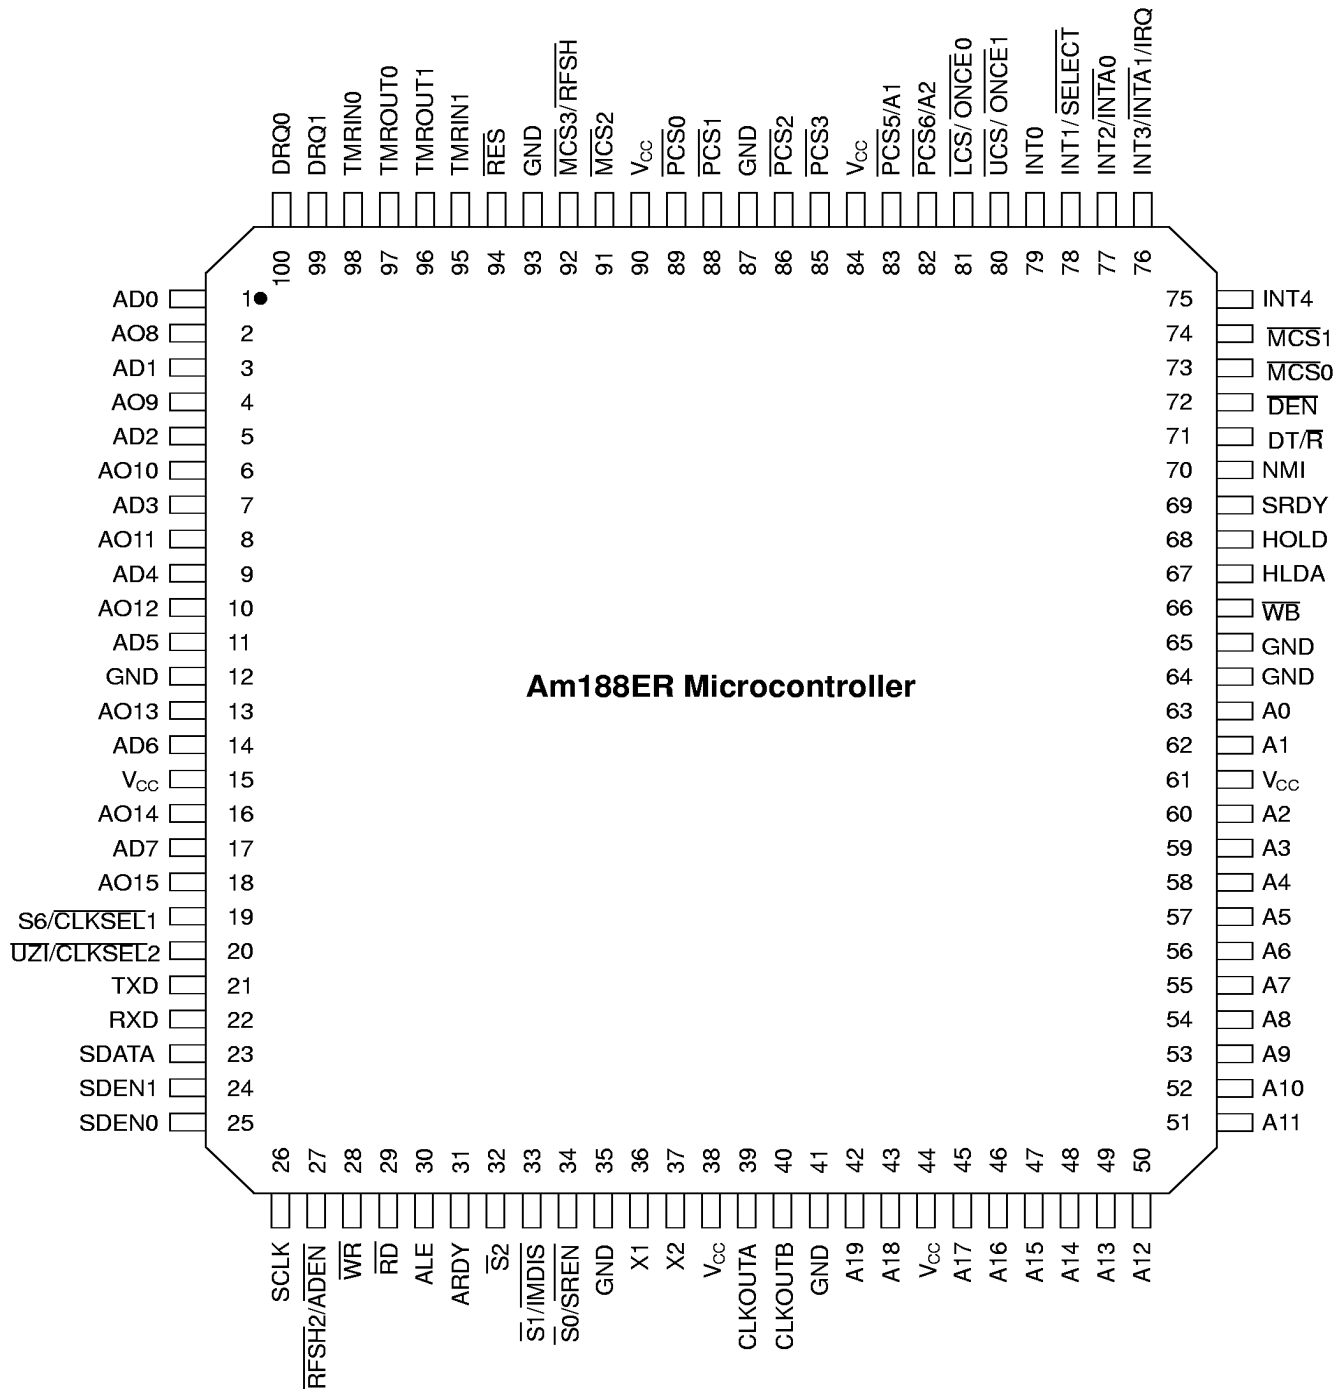 DRQ0
DRQ1
TMRIN0
TMROUT0
TMROUT1
TMRIN1
RES
GND
MCS3/RFSH
MCS2
VCC
PCS0
PCS1
GND
PCS2
PCS3
VCC
PCS5/A1
PCS6/A2
LCS/ONCE0
UCS/ONCE1
INT0
INT1/SELECT
INT2/INTA0
INT3/INTA1/IRQ
100
99
98
97
96
95
94
93
92
91
90
89
88
87
86
85
84
83
82
81
80
79
78
77
76
AD0 1
AO8 2
AD1 3
AO9 4
AD2 5
AO10 6
AD3 7
AO11 8
AD4 9
AO12 10
AD5 11
GND 12
AO13 13
AD6 14
VCC 15
AO14 16
AD7 17
AO15 18
S6/CLKSEL1 19
UZI/CLKSEL2 20
TXD 21
RXD 22
SDATA 23
SDEN1 24
SDEN0 25
Am188ER Microcontroller
75 INT4
74 MCS1
73 MCS0
72 DEN
71 DT/R
70 NMI
69 SRDY
68 HOLD
67 HLDA
66 WB
65 GND
64 GND
63 A0
62 A1
61 VCC
60 A2
59 A3
58 A4
57 A5
56 A6
55 A7
54 A8
53 A9
52 A10
51 A11
26
27
28
29
30
31
32
33
34
35
36
37
38
39
40
41
42
43
44
45
46
47
48
49
50
SCLK
RFSH2/ADEN
WR
RD
ALE
ARDY
S2
S1/IMDIS
S0/SREN
GND
X1
X2
VCC
CLKOUTA
CLKOUTB
GND
A19
A18
VCC
A17
A16
A15
A14
A13
A12